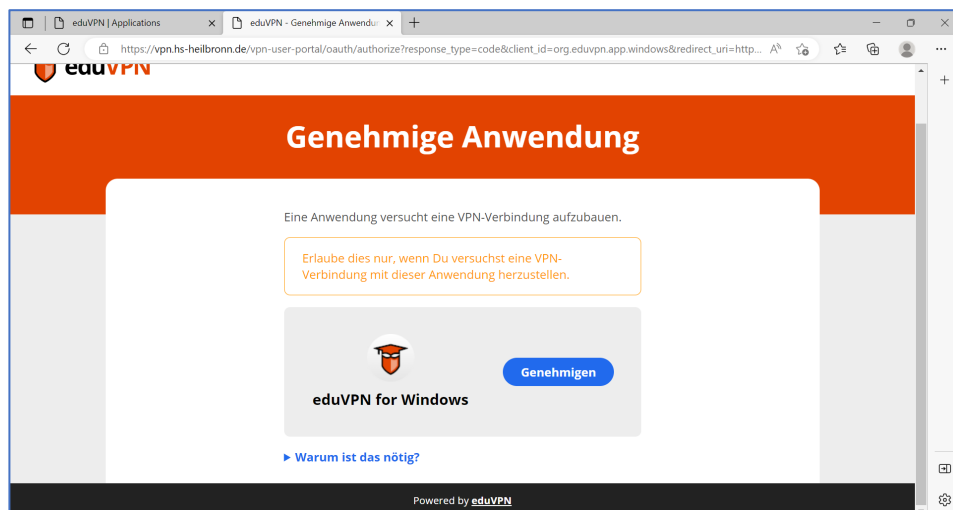 eduVPN | Applications
eduVPN - Genehmige Anwendun
https://vpn.hs-heilbronn.de/vpn-user-portal/oauth/authorize?response_type=code&client_id=org.eduvpn.app.windows&redirect_uri=http...
eduVPN
Genehmige Anwendung
Eine Anwendung versucht eine VPN-Verbindung aufzubauen.
Erlaube dies nur, wenn Du versuchst eine VPN-
Verbindung mit dieser Anwendung herzustellen.
Genehmigen
eduVPN for Windows
Warum ist das nötig?
Powered by eduVPN